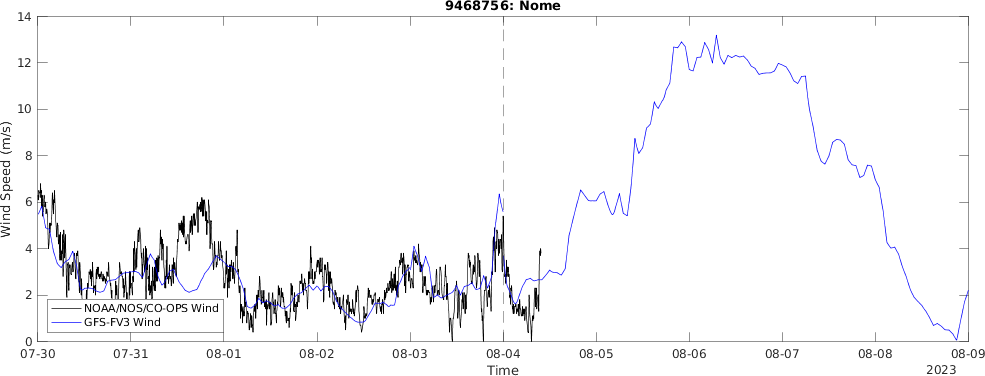 9468756: Nome
Wind Speed (m/s)
14
12
10
8
6
4
2
0
NOAA/NOS/CO-OPS Wind
GFS-FV3 Wind
07-30 07-31 08-01 08-02 08-03 08-04 08-05 08-06 08-07 08-08 08-09
Time
2023